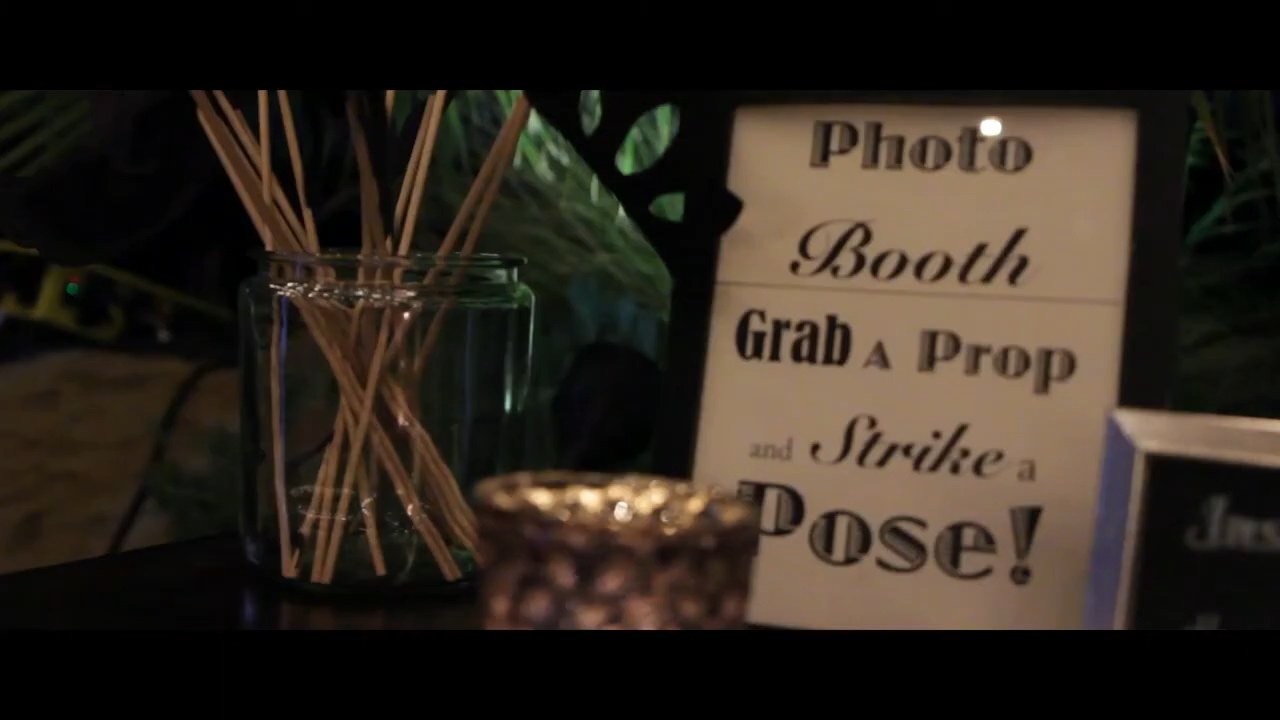 Photo
Booth
Grab A Prop
and Strike a
Pose!